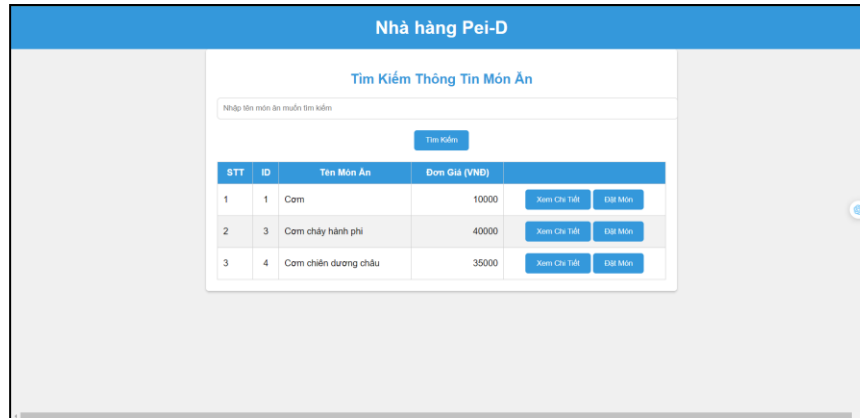 Nhà hàng Pei-D
Tìm Kiếm Thông Tin Món Ăn
Nhập tên món ăn muốn tìm kiếm
Tìm Kiếm
STT ID Tên Món Ăn Đơn Giá (VNĐ)
1 1 Cơm 10000 Xem Chi Tiết Đặt Món
2 3 Cơm cháy hành phi 40000 Xem Chi Tiết Đặt Món
3 4 Cơm chiên dương châu 35000 Xem Chi Tiết Đặt Món